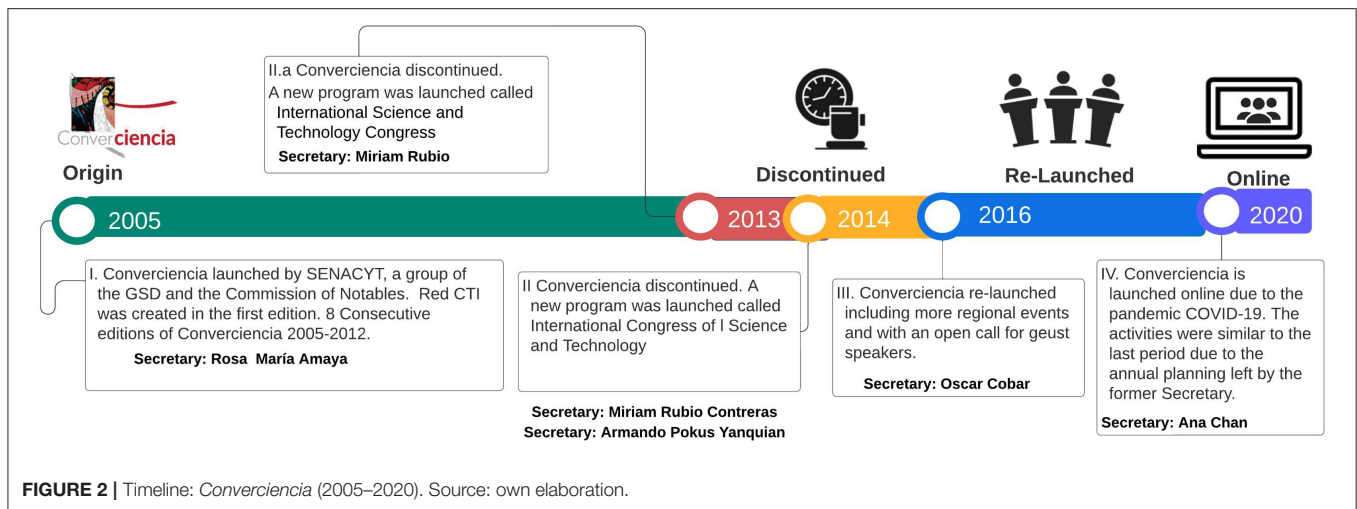 II.a Converciencia discontinued.
A new program was launched called
International Science and
Technology Congress
Secretary: Miriam Rubio
Converciencia
Origin
Discontinued
Re-Launched
Online
2005
2013
2014
2016
2020
I. Converciencia launched by SENACYT, a group of
the GSD and the Commission of Notables. Red CTI
was created in the first edition. 8 Consecutive
editions of Converciencia 2005-2012.
Secretary: Rosa María Amaya
II Converciencia discontinued. A
new program was launched called
International Congress of I Science
and Technology
Secretary: Miriam Rubio Contreras
Secretary: Armando Pokus Yanquian
III. Converciencia re-launched
including more regional events
and with an open call for geust
speakers.
Secretary: Oscar Cobar
IV. Converciencia is
launched online due to the
pandemic COVID-19. The
activities were similar to the
last period due to the
annual planning left by the
former Secretary.
Secretary: Ana Chan
FIGURE 2 | Timeline: Converciencia (2005–2020). Source: own elaboration.